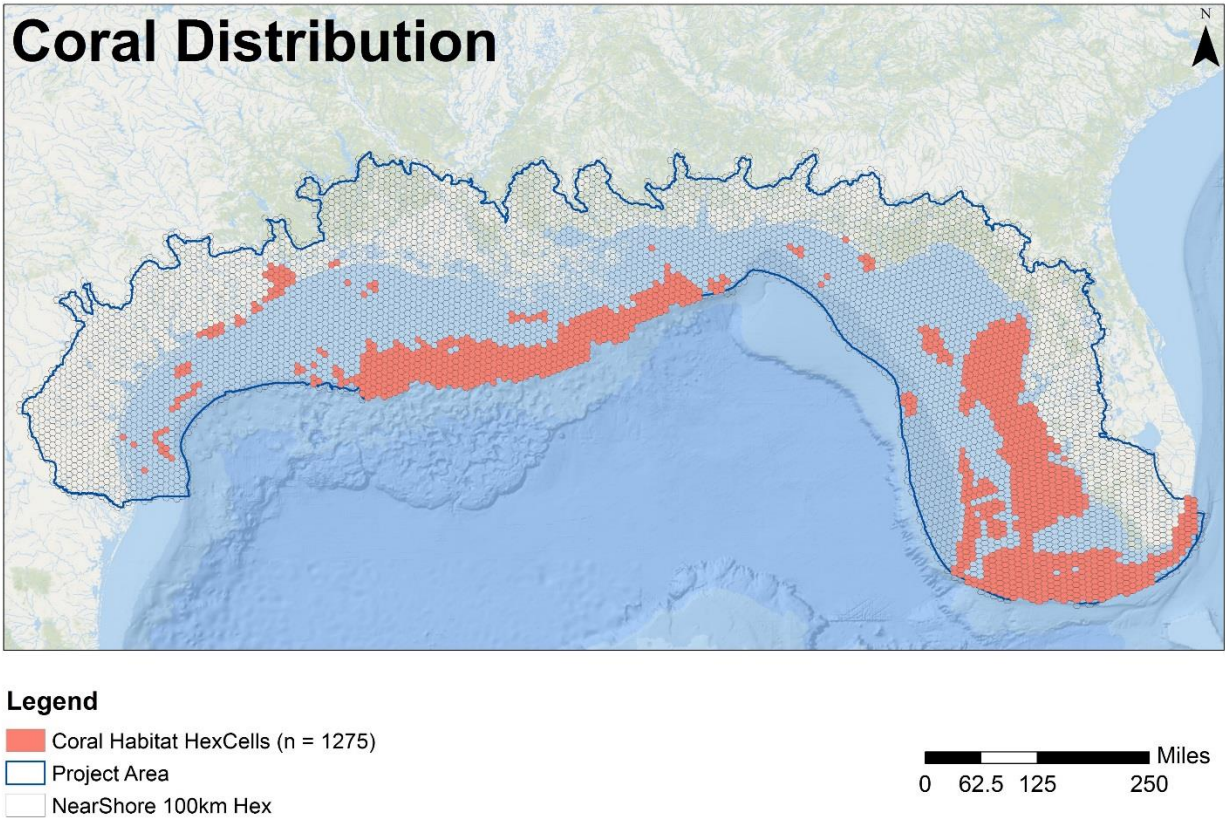 Coral Distribution
N
Legend
Coral Habitat HexCells (n = 1275)
Project Area
NearShore 100km Hex
Miles
0 62.5 125 250